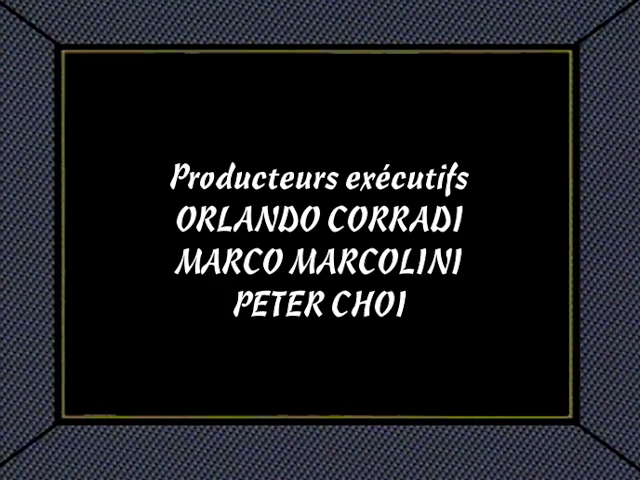 Producteurs exécutifs
ORLANDO CORRADI
MARCO MARCOLINI
PETER CHOI